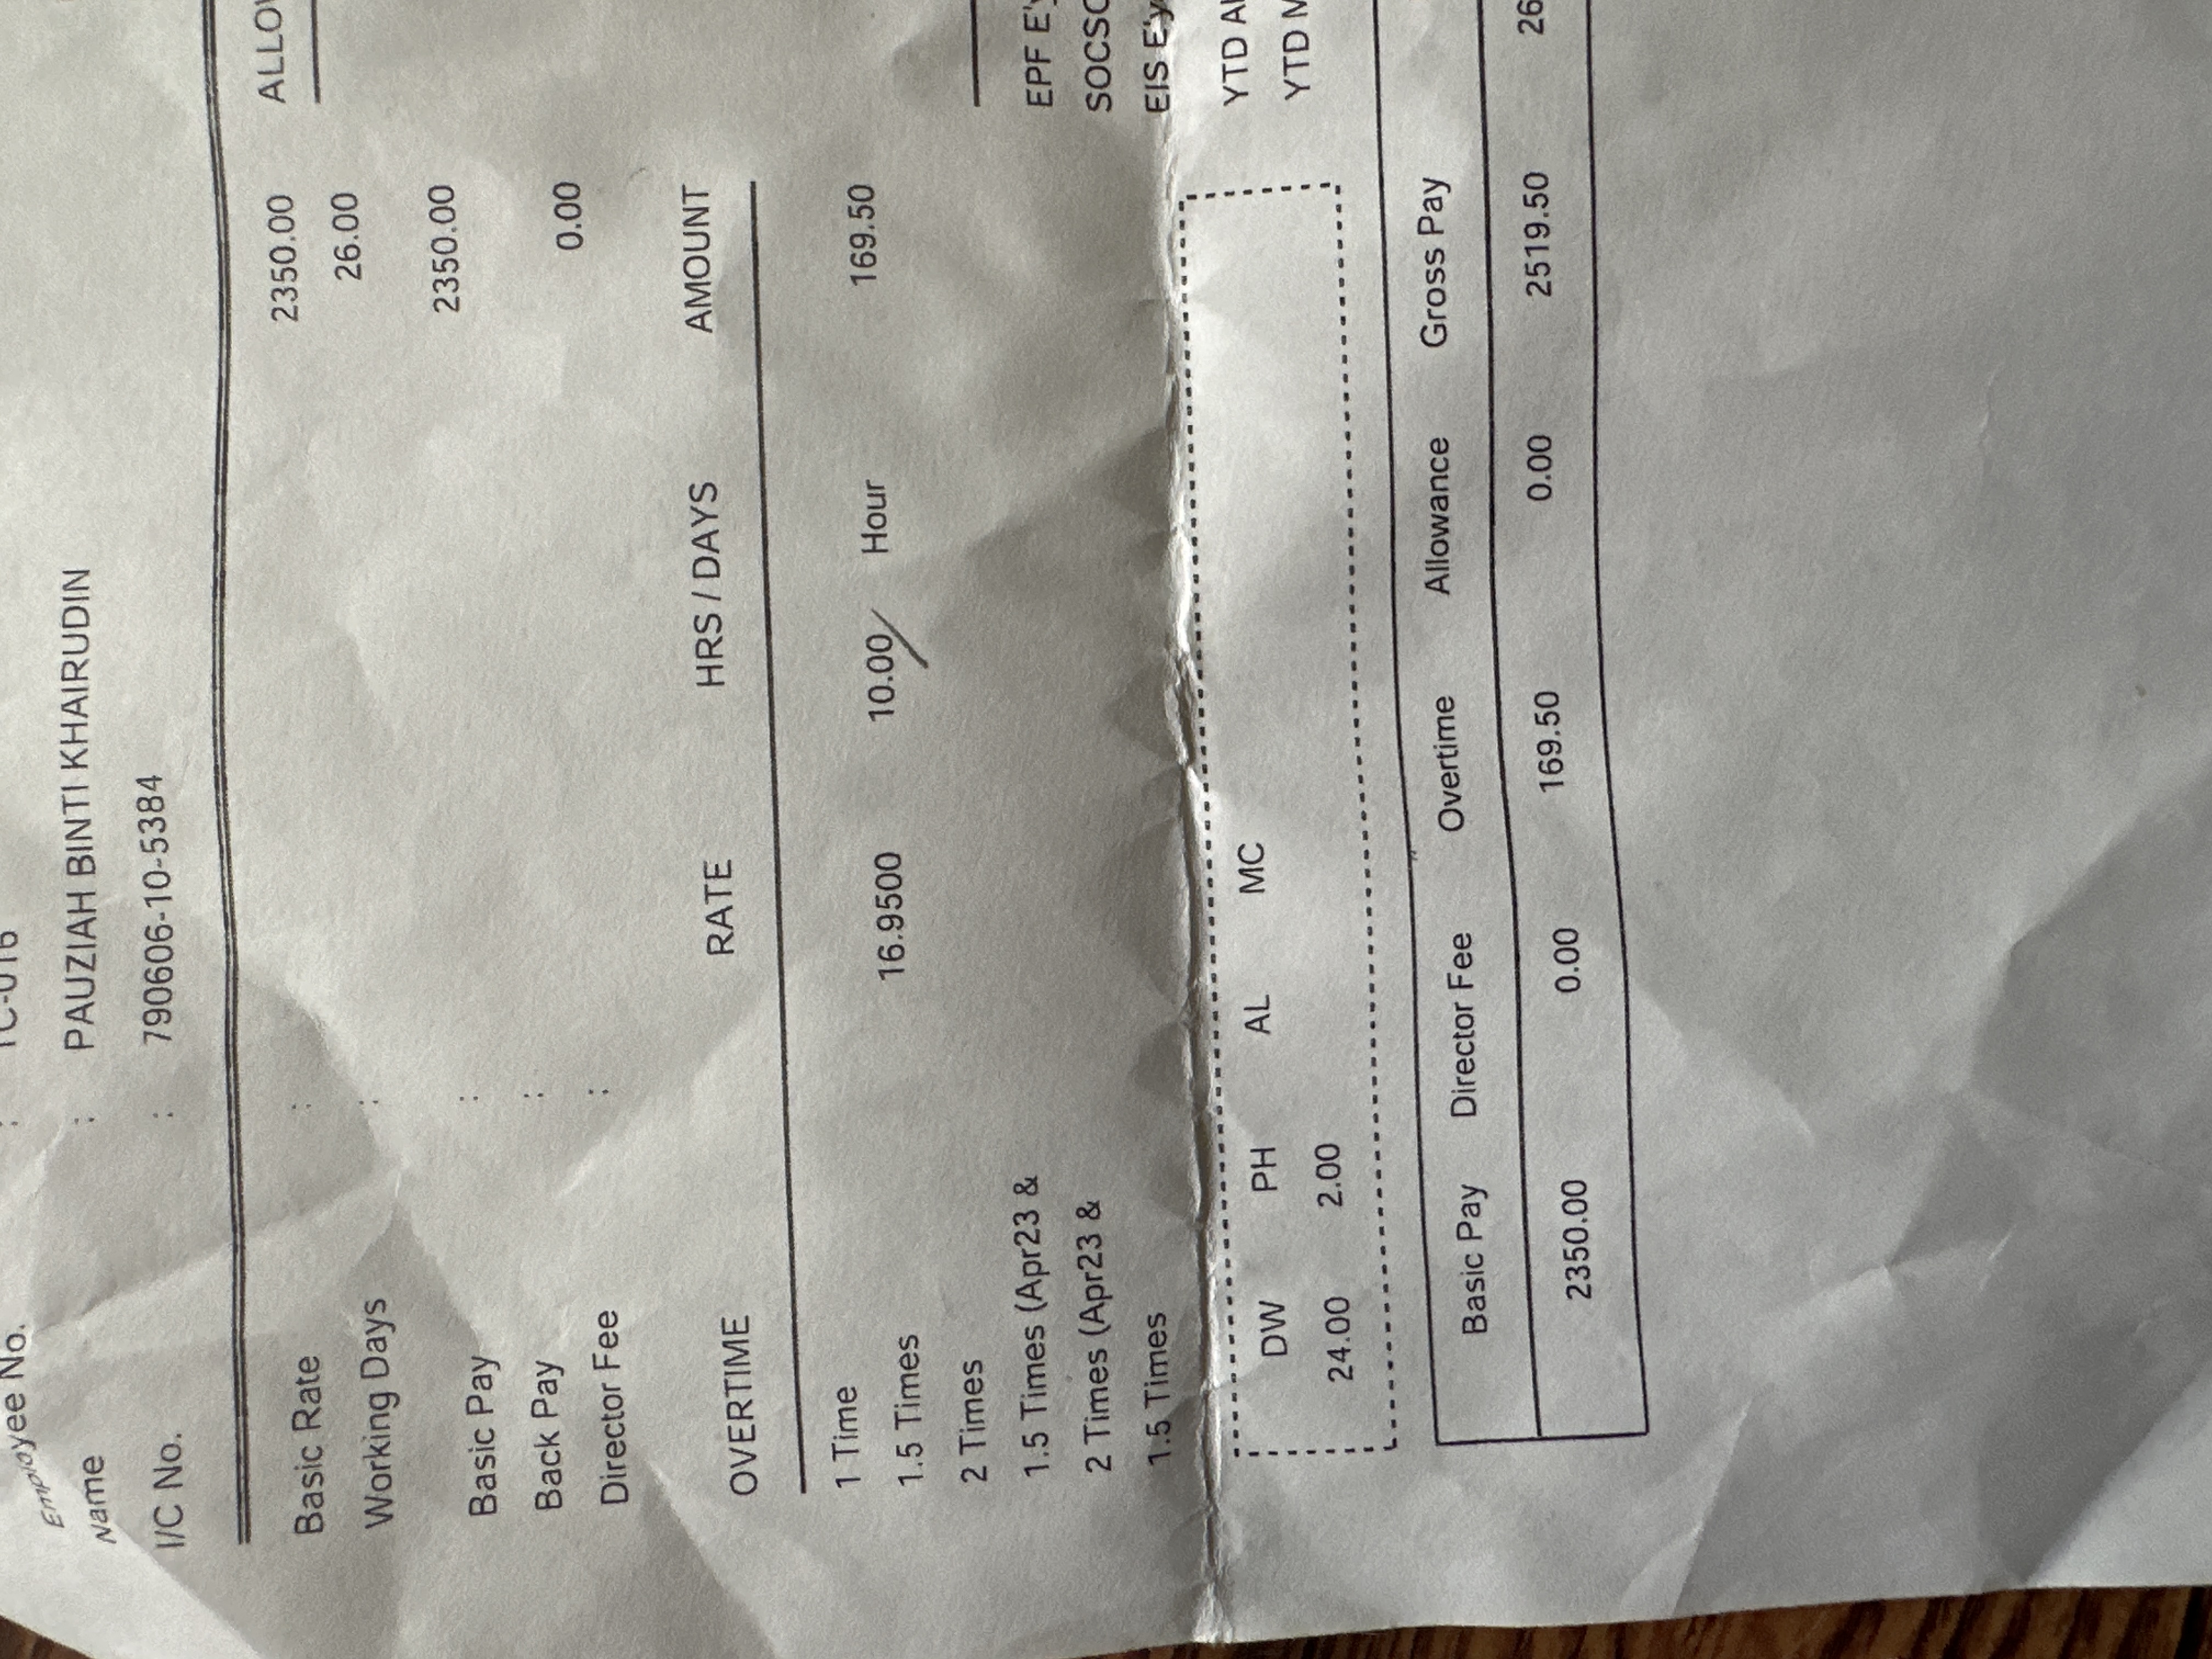 Employee No. : TC-016
Name : PAUZIAH BINTI KHAIRUDIN
I/C No. : 790606-10-5384
Basic Rate : 2350.00
Working Days : 26.00
Basic Pay : 2350.00
Back Pay :
Director Fee : 0.00
OVERTIME RATE HRS / DAYS AMOUNT
1 Time
1.5 Times 16.9500 10.00 Hour 169.50
2 Times
1.5 Times (Apr23 &
2 Times (Apr23 &
1.5 Times
DW PH AL MC
24.00 2.00
Basic Pay Director Fee Overtime Allowance Gross Pay
2350.00 0.00 169.50 0.00 2519.50 26
ALLOW
EPF E'y
SOCSO
EIS E'y
YTD
YTD